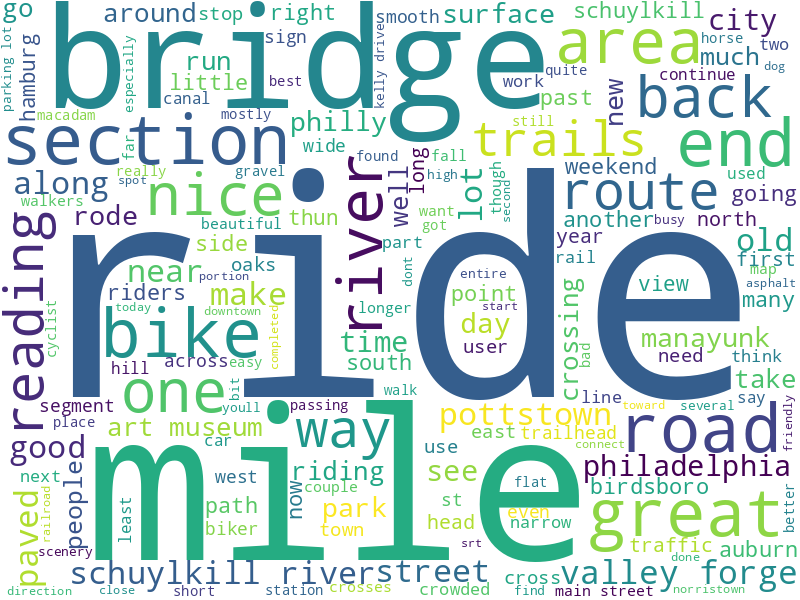 go
around
stop
right
surface
schuylkill
city
two
horse
dog
parking lot
hamburg
bridge
sign
smooth
kelly drive
quite
area
much
continue
especially
run
little
canal
mostly
best
work
past
new
back
macadam
section
far
philly
wide
found
fall
still
trails
end
really
spot
gravel
high
though
second
weekend
used
along
walkers
nice
thun
river
well
long
want
got
lot
route
going
reading
rode
beautiful
side
part
dont
another
busy
north
year
old
first
near
oaks
portion
ride
entire
rail
view
map
asphalt
riders
make
today
downtown
longer
point
start
many
cyclist
bike
completed
time
day
crossing
bad
manayunk
hill
across
easy
south
user
line
need
think
take
segment
one
bit
youll
passing
walk
pottstown
toward
several
say
friendly
place
good
art museum
mile
way
east
trailhead
connect
road
car
use
see
philadelphia
next
people
west
riding
couple
flat
birdsboro
better
paved
railroad
least
path
now
park
st
even
great
biker
town
head
narrow
traffic
auburn
scenery
srt
done
schuylkill river
street
cross
valley forge
direction
close
short
station
crosses
crowded
find
main street
norristown